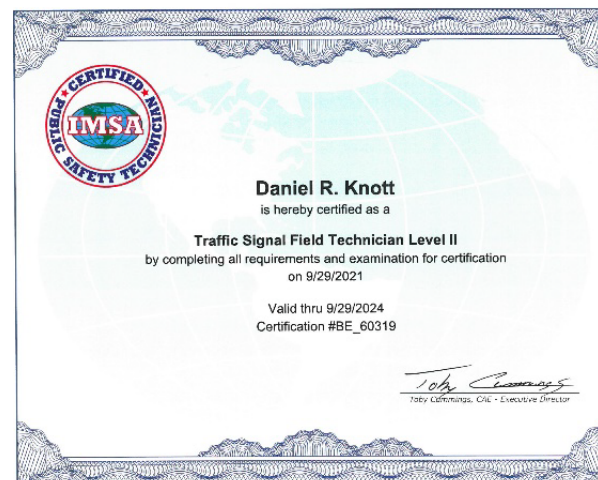 CERTIFIED
IMSA
PUBLIC SAFETY TECHNICIAN
Daniel R. Knott
is hereby certified as a
Traffic Signal Field Technician Level II
by completing all requirements and examination for certification
on 9/29/2021
Valid thru 9/29/2024
Certification #BE_60319
Toby Cummings
Toby Cummings, CAE - Executive Director